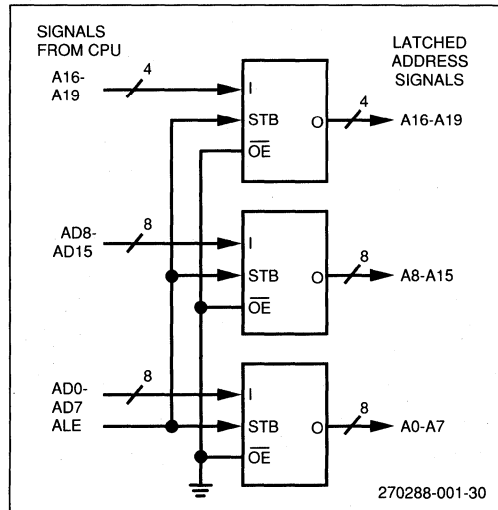 SIGNALS
FROM CPU
LATCHED
ADDRESS
SIGNALS
A16-
A19
4
I
STB
OE
O
4
A16-A19
AD8-
AD15
8
I
STB
OE
O
8
A8-A15
AD0-
AD7
ALE
8
I
STB
OE
O
8
A0-A7
270288-001-30